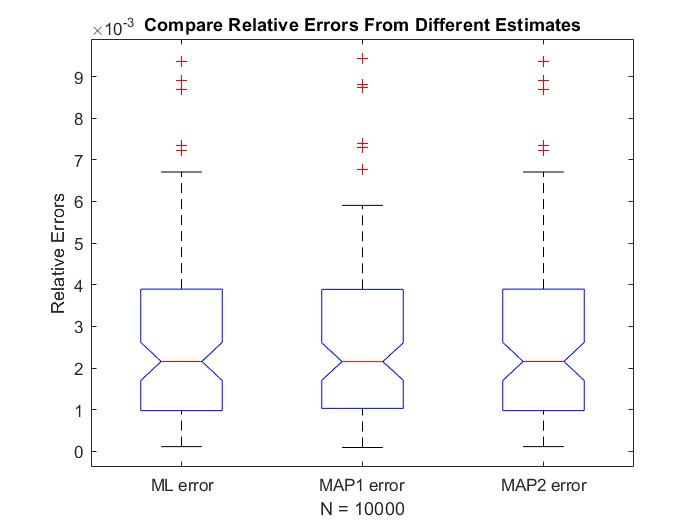 ×10⁻³ Compare Relative Errors From Different Estimates
9
8
7
6
5
4
3
2
1
0
Relative Errors
ML error MAP1 error MAP2 error
N = 10000